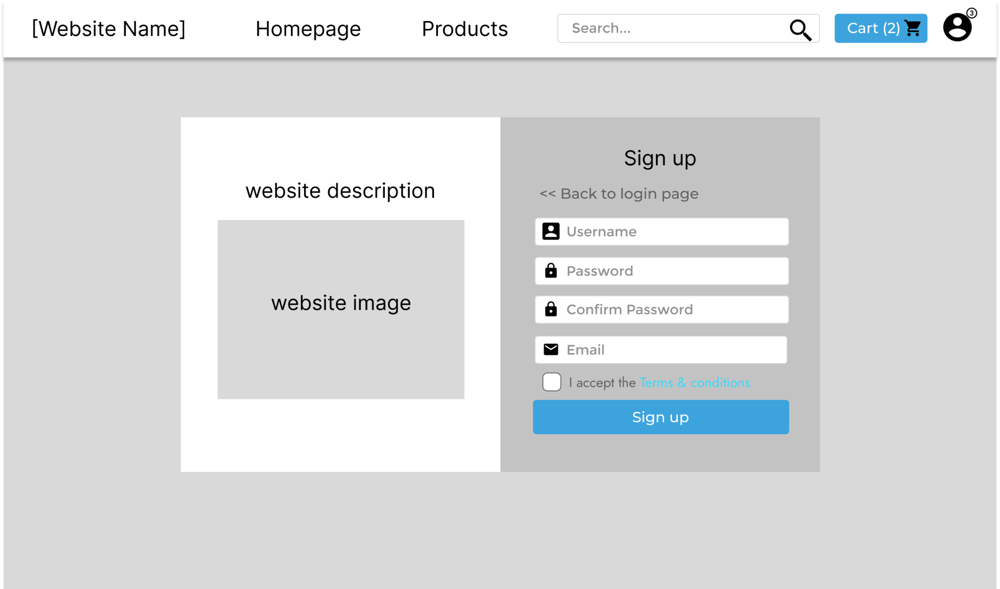 [Website Name] Homepage Products Search... Cart (2) 3
website description
website image
Sign up
<< Back to login page
Username
Password
Confirm Password
Email
I accept the Terms & conditions
Sign up